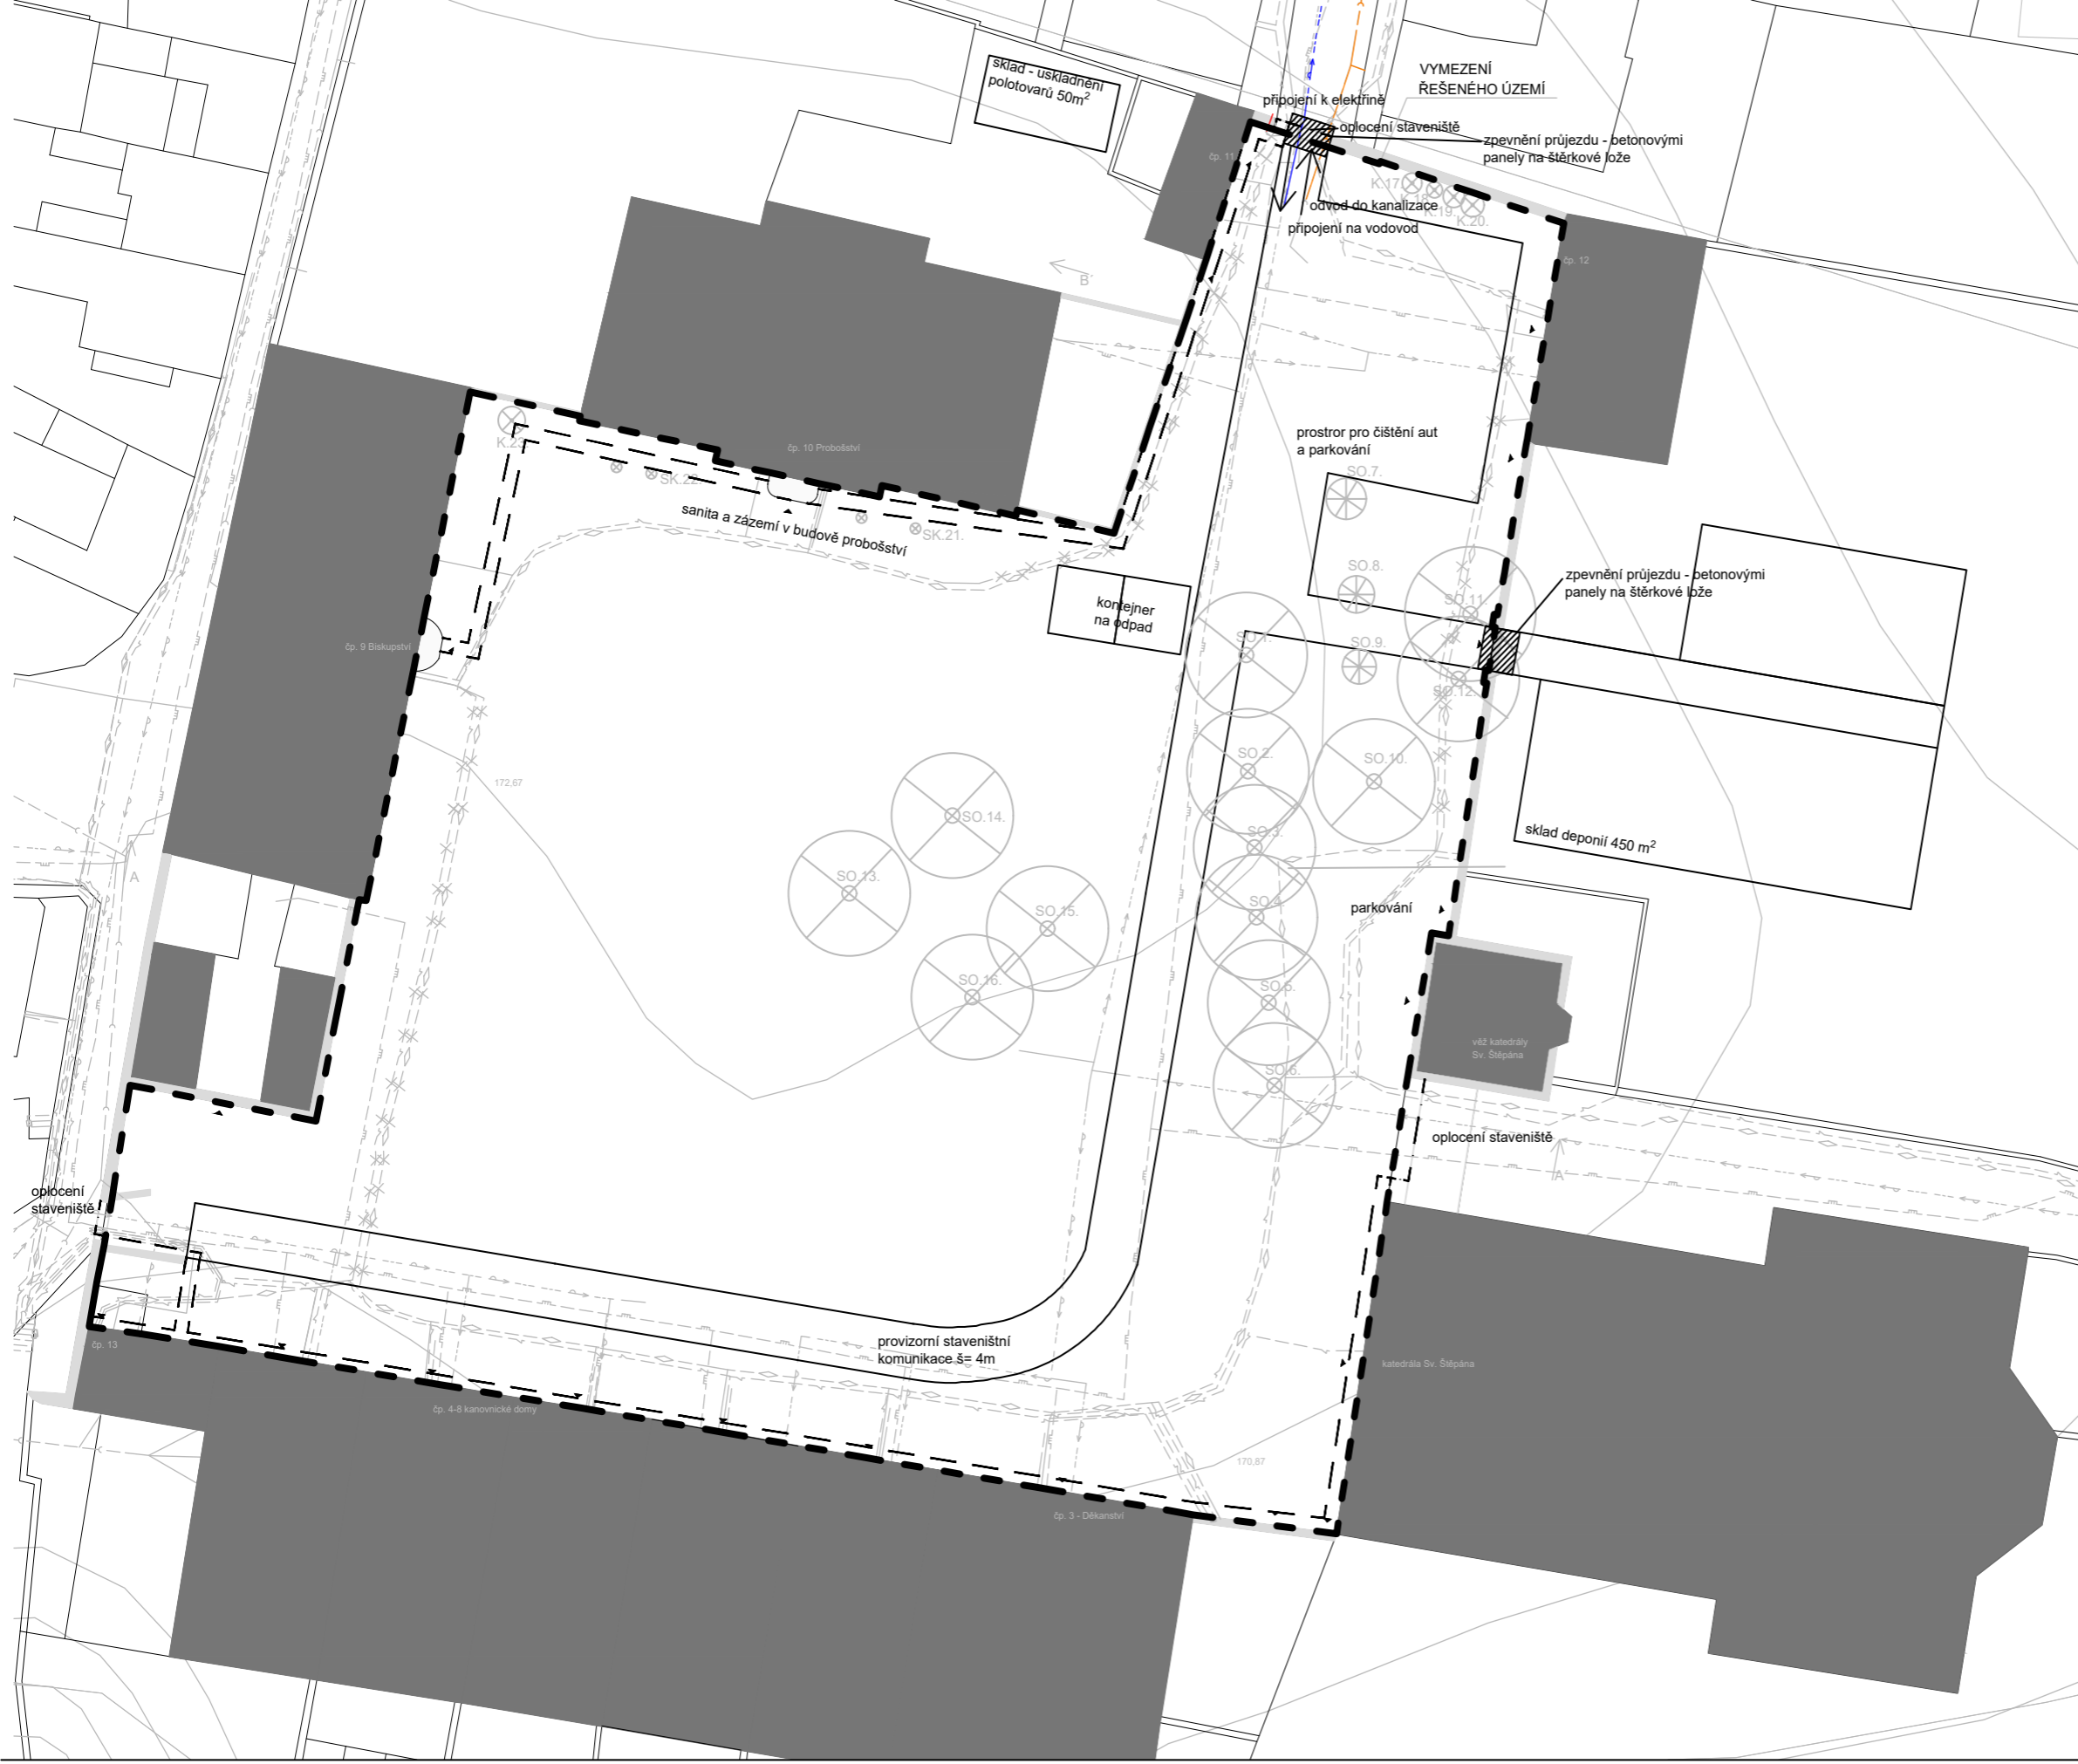 sklad - uskladnění
polotovarů 50m²
VYMEZENÍ
ŘEŠENÉHO ÚZEMÍ
připojení k elektřině
oplocení staveniště
zpevnění průjezdu - betonovými
panely na štěrkové lože
čp. 11
K.17.
K.19.
K.20.
odvod do kanalizace
připojení na vodovod
čp. 12
B´
prostor pro čištění aut
a parkování
K.23.
čp. 10 Probošství
SK.22.
SO.7.
sanita a zázemí v budově probošství
SK.21.
SO.8.
zpevnění průjezdu - betonovými
panely na štěrkové lože
kontejner
na odpad
SO.11.
čp. 9 Biskupství
SO.1.
SO.9.
SO.12.
172,67
SO.2.
SO.10.
SO.14.
SO.3.
sklad deponií 450 m²
A
SO.13.
SO.4.
parkování
SO.15.
SO.16.
SO.5.
věž katedrály
Sv. Štěpána
SO.6.
oplocení staveniště
A
oplocení
staveniště
provizorní staveništní
komunikace š= 4m
čp. 13
katedrála Sv. Štěpána
čp. 4-8 kanovnické domy
170,87
čp. 3 - Děkanství